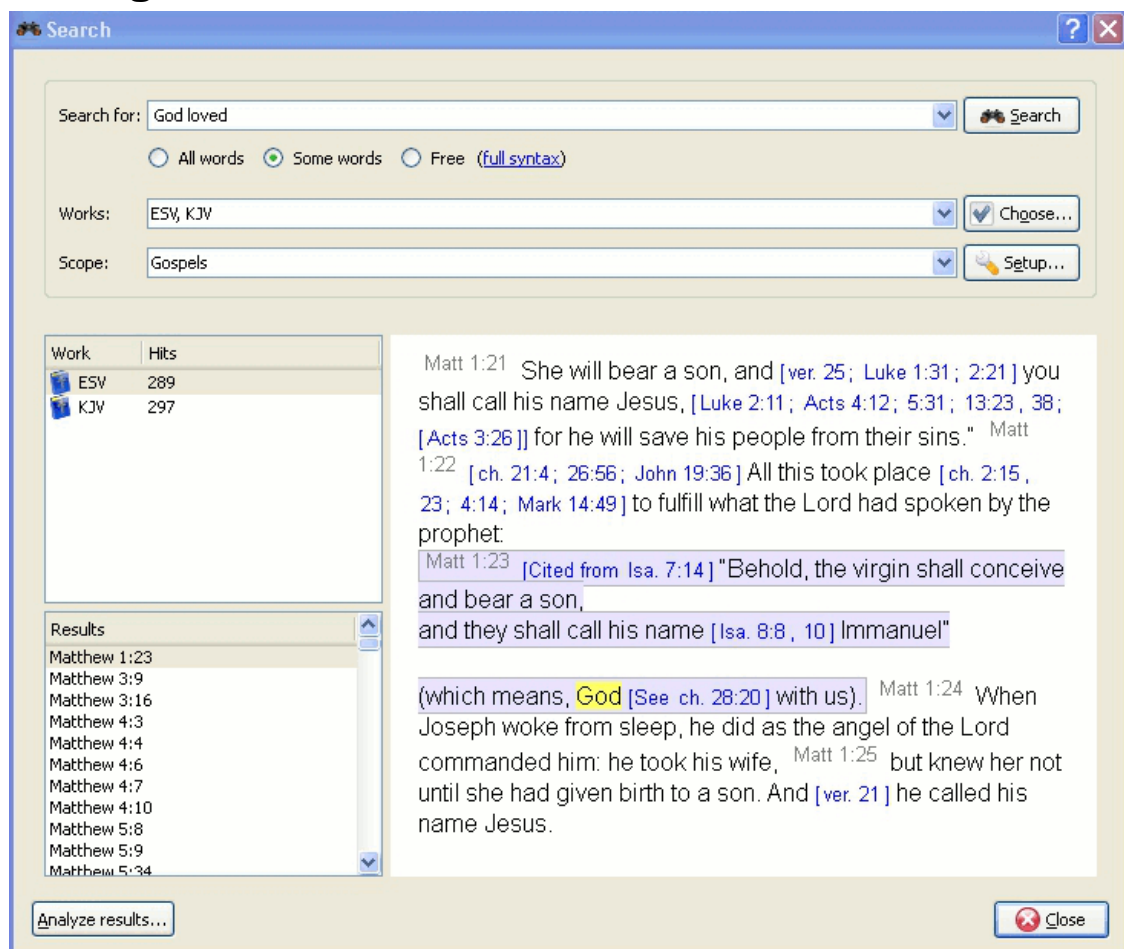 Search
Search for: God loved Search
All words Some words Free (full syntax)
Works: ESV, KJV Choose...
Scope: Gospels Setup...
Work Hits
ESV 289
KJV 297
Results
Matthew 1:23
Matthew 3:9
Matthew 3:16
Matthew 4:3
Matthew 4:4
Matthew 4:6
Matthew 4:7
Matthew 4:10
Matthew 5:8
Matthew 5:9
Matthew 5:34
Matt 1:21 She will bear a son, and [ver. 25; Luke 1:31; 2:21] you
shall call his name Jesus, [Luke 2:11; Acts 4:12; 5:31; 13:23, 38;
[Acts 3:26]] for he will save his people from their sins." Matt
1:22 [ch. 21:4; 26:56; John 19:36] All this took place [ch. 2:15,
23; 4:14; Mark 14:49] to fulfill what the Lord had spoken by the
prophet:
Matt 1:23 [Cited from Isa. 7:14] "Behold, the virgin shall conceive
and bear a son,
and they shall call his name [Isa. 8:8, 10] Immanuel"
(which means, God [See ch. 28:20] with us). Matt 1:24 When
Joseph woke from sleep, he did as the angel of the Lord
commanded him: he took his wife, Matt 1:25 but knew her not
until she had given birth to a son. And [ver. 21] he called his
name Jesus.
Analyze results... Close